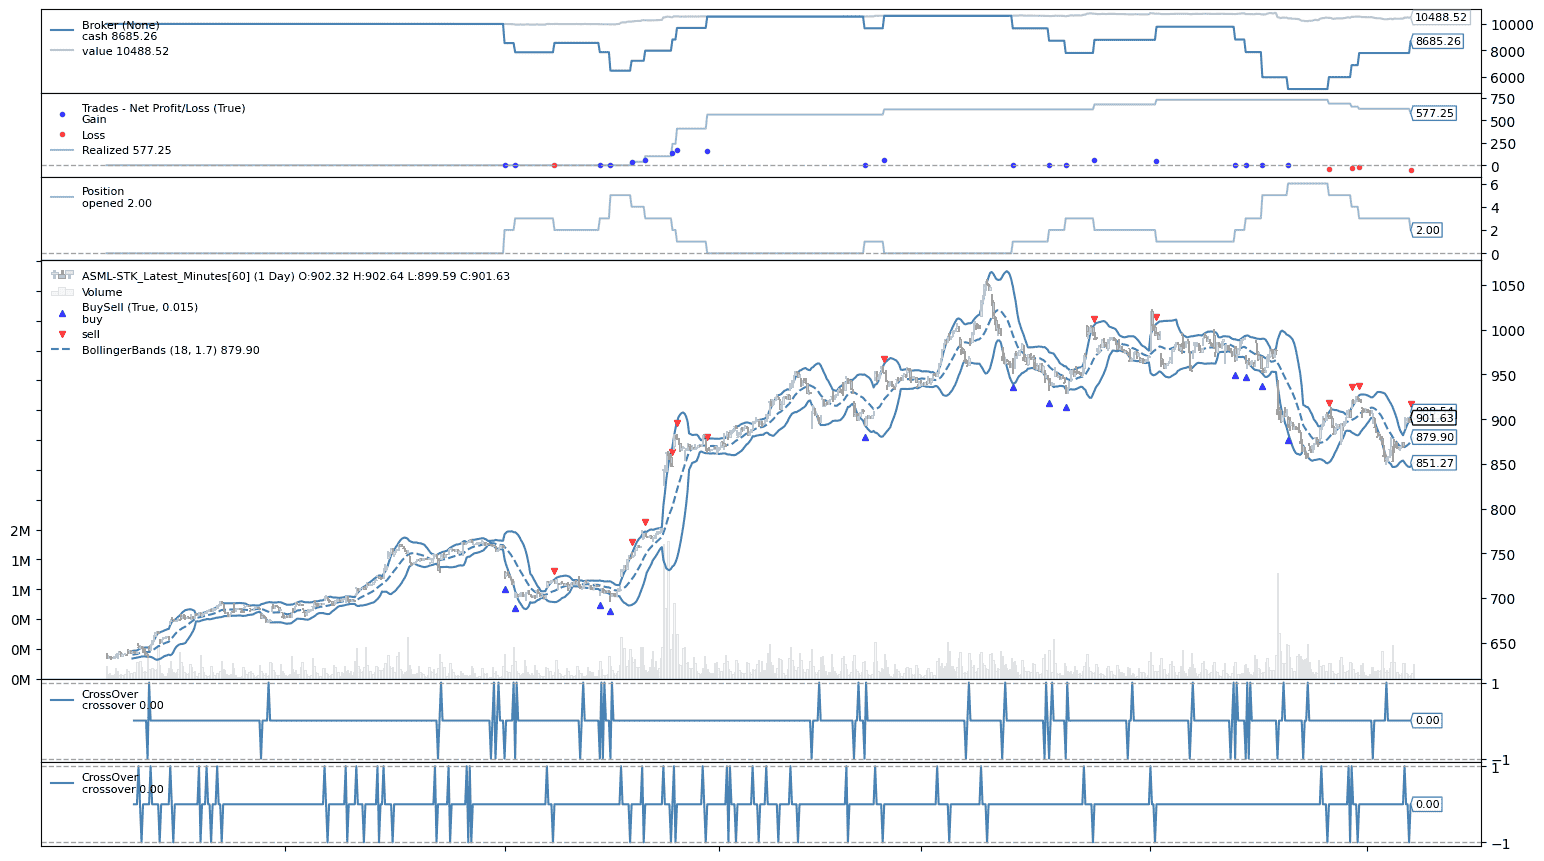 Broker (None)
cash 8685.26
value 10488.52
10488.52
10000
8685.26
8000
6000
Trades - Net Profit/Loss (True)
Gain
Loss
Realized 577.25
750
577.25
500
250
0
Position
opened 2.00
6
4
2.00
2
0
ASML-STK_Latest_Minutes[60] (1 Day) O:902.32 H:902.64 L:899.59 C:901.63
Volume
BuySell (True, 0.015)
buy
sell
BollingerBands (18, 1.7) 879.90
1050
1000
950
901.63
900
879.90
851.27
850
800
750
700
650
2M
1M
1M
0M
0M
0M
CrossOver
crossover 0.00
1
0.00
−1
CrossOver
crossover 0.00
1
0.00
−1